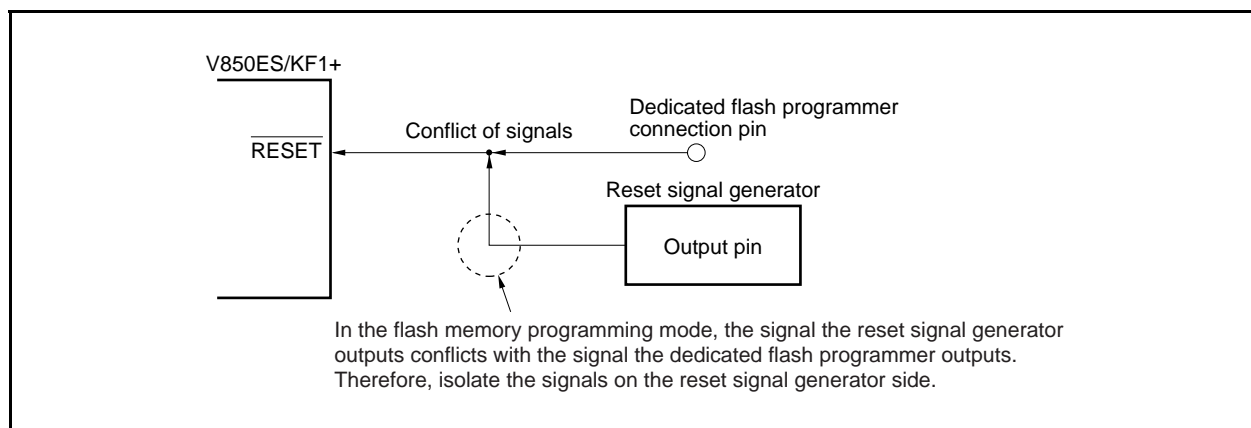 V850ES/KF1+
Dedicated flash programmer
connection pin
Conflict of signals
RESET
Reset signal generator
Output pin
In the flash memory programming mode, the signal the reset signal generator
outputs conflicts with the signal the dedicated flash programmer outputs.
Therefore, isolate the signals on the reset signal generator side.